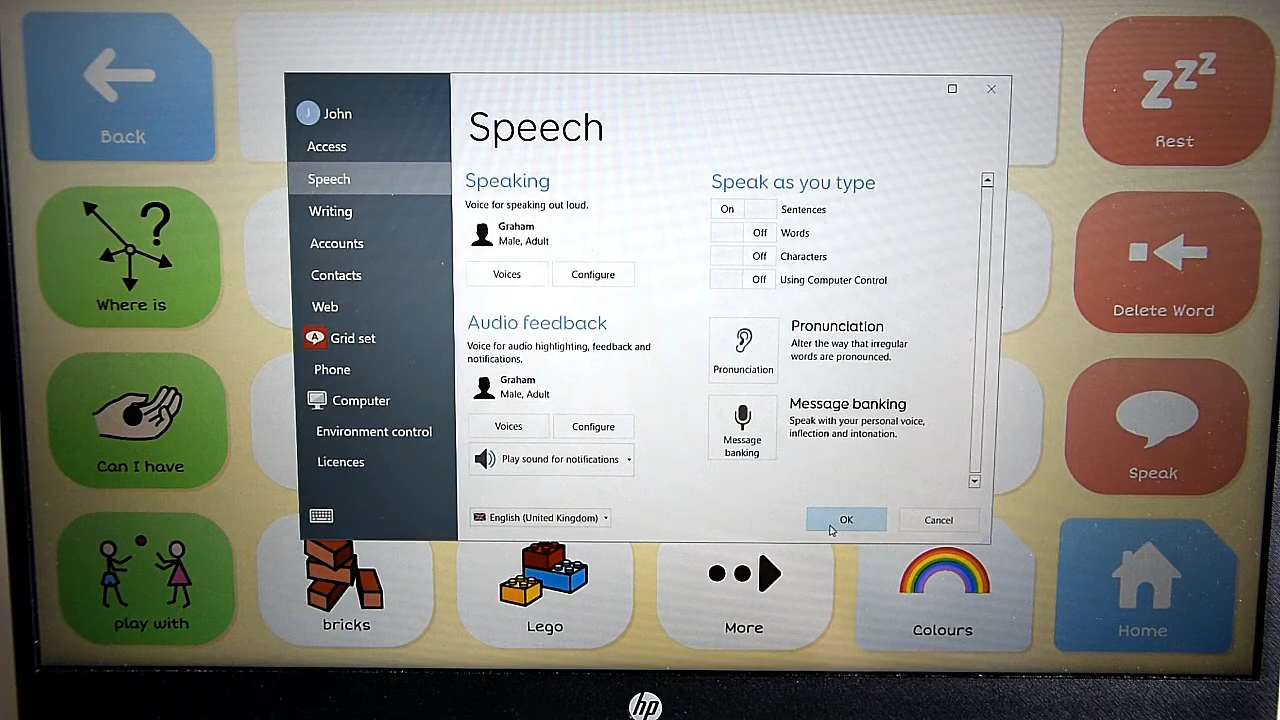 Back
Where is
Can I have
play with
J John
Access
Speech
Writing
Accounts
Contacts
Web
A Grid set
Phone
Computer
Environment control
Licences
Speech
Speaking
Voice for speaking out loud.
Graham
Male, Adult
Voices Configure
Audio feedback
Voice for audio highlighting, feedback and
notifications.
Graham
Male, Adult
Voices Configure
Play sound for notifications
English (United Kingdom)
Speak as you type
On Sentences
Off Words
Off Characters
Off Using Computer Control
Pronunciation
Pronunciation
Alter the way that irregular
words are pronounced.
Message
banking
Message banking
Speak with your personal voice,
inflection and intonation.
OK Cancel
bricks
Lego
More
Colours
zzz
Rest
Delete Word
Speak
Home
hp